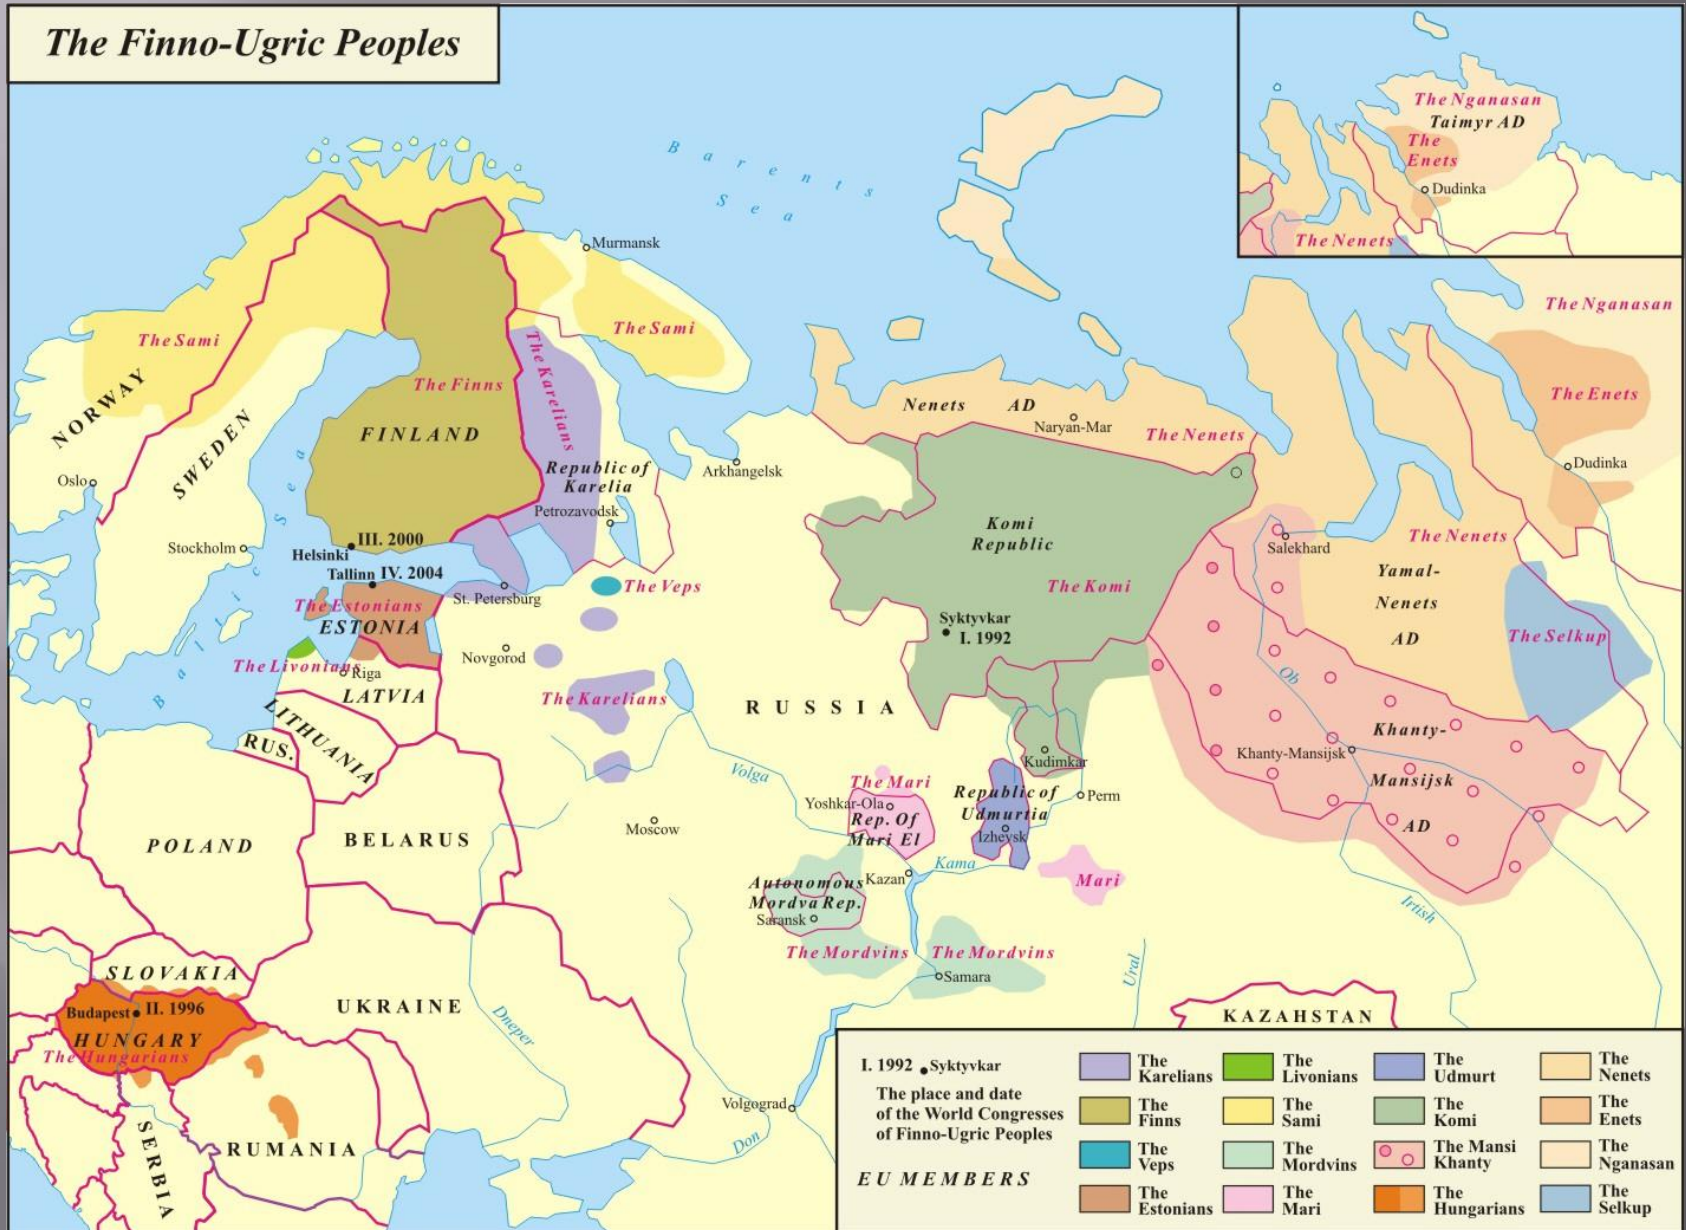 The Finno-Ugric Peoples
The Nganasan
Taimyr AD
The
Enets
Dudinka
The Nenets
Barents
Sea
Murmansk
The Nganasan
The Sami
The Sami
The Karelians
The Finns
The Enets
NORWAY
SWEDEN
FINLAND
Nenets AD
Naryan-Mar
The Nenets
Oslo
Republic of
Karelia
Arkhangelsk
Dudinka
Petrozavodsk
Komi
Republic
Stockholm
III. 2000
Helsinki
Salekhard
The Nenets
Tallinn IV. 2004
Baltic Sea
The Estonians
ESTONIA
St. Petersburg
The Veps
The Komi
Yamal-
Nenets
AD
Syktyvkar
I. 1992
The Selkup
Novgorod
The Livonians
Riga
Ob
LATVIA
The Karelians
RUSSIA
LITHUANIA
RUS.
Khanty-
Khanty-Mansijsk
Mansijsk
AD
Volga
Kudimkar
The Mari
Yoshkar-Ola
Rep. Of
Mari El
Republic of
Udmurtia
Izhevsk
Perm
Moscow
POLAND
BELARUS
Kama
Kazan
Mari
Autonomous
Mordva Rep.
Saransk
Irtish
The Mordvins
The Mordvins
Samara
Ural
SLOVAKIA
Budapest
II. 1996
HUNGARY
The Hungarians
UKRAINE
Dneper
KAZAHSTAN
Volgograd
Don
SERBIA
RUMANIA
I. 1992
Syktyvkar
The place and date
of the World Congresses
of Finno-Ugric Peoples
EU MEMBERS
The
Karelians
The
Finns
The
Veps
The
Estonians
The
Livonians
The
Sami
The
Mordvins
The
Mari
The
Udmurt
The
Komi
The Mansi
Khanty
The
Hungarians
The
Nenets
The
Enets
The
Nganasan
The
Selkup